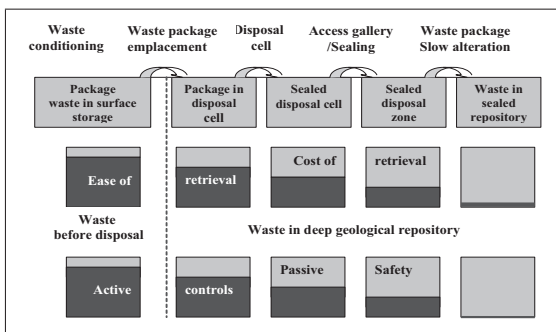 Waste conditioning
Waste package emplacement
Disposal cell
Access gallery /Sealing
Waste package Slow alteration
Package waste in surface storage
Package in disposal cell
Sealed disposal cell
Sealed disposal zone
Waste in sealed repository
Ease of
retrieval
Cost of
retrieval
Waste before disposal
Waste in deep geological repository
Active
controls
Passive
Safety